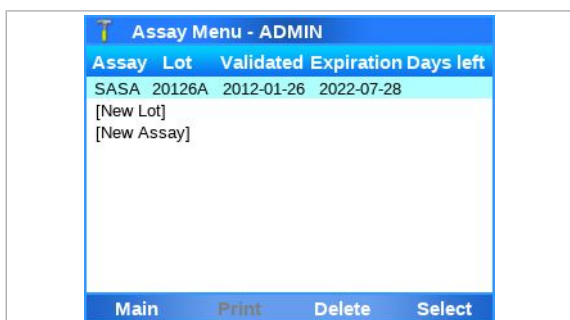 Assay Menu - ADMIN
Assay Lot Validated Expiration Days left
SASA 20126A 2012-01-26 2022-07-28
[New Lot]
[New Assay]
Main Print Delete Select